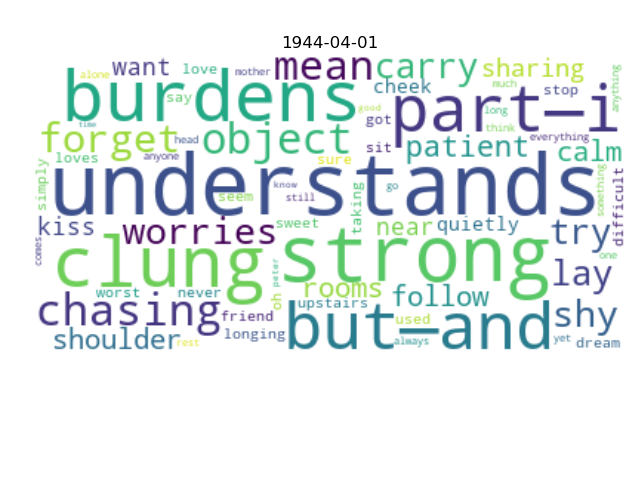 1944-04-01
alone want love mother mean carry sharing
burdens say good cheek stop anything
got part—i much long think
forget head object sit patient everything calm
loves anyone sure
simply understands know still go something difficult
seem taking
kiss worries sweet near quietly try
comes clung strong one
worst never oh peter rooms lay
chasing friend upstairs follow shy
shoulder rest longing but—and used always yet dream
time